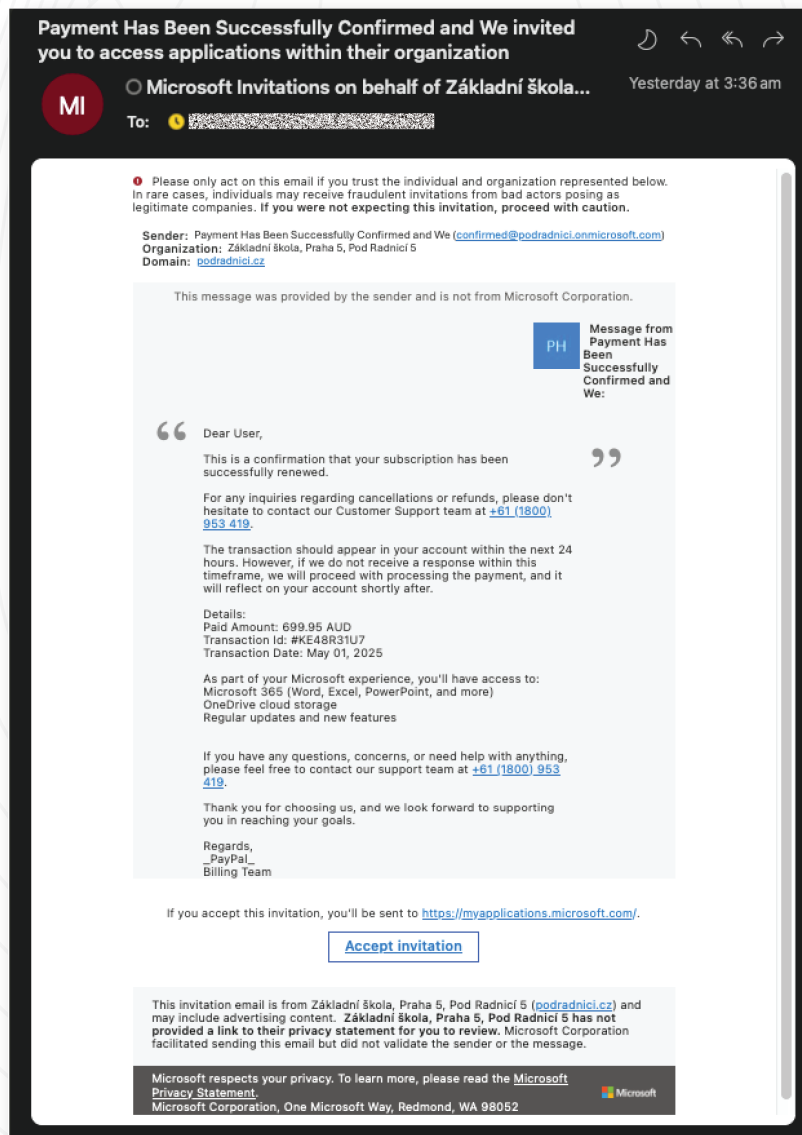 Payment Has Been Successfully Confirmed and We invited
you to access applications within their organization
MI
Microsoft Invitations on behalf of Základní škola...
Yesterday at 3:36 am
To:
Please only act on this email if you trust the individual and organization represented below.
In rare cases, individuals may receive fraudulent invitations from bad actors posing as
legitimate companies. If you were not expecting this invitation, proceed with caution.
Sender: Payment Has Been Successfully Confirmed and We (confirmed@podradnici.onmicrosoft.com)
Organization: Základní škola, Praha 5, Pod Radnicí 5
Domain: podradnici.cz
This message was provided by the sender and is not from Microsoft Corporation.
PH
Message from
Payment Has
Been
Successfully
Confirmed and
We:
“
Dear User,
”
This is a confirmation that your subscription has been
successfully renewed.
For any inquiries regarding cancellations or refunds, please don't
hesitate to contact our Customer Support team at +61 (1800)
953 419.
The transaction should appear in your account within the next 24
hours. However, if we do not receive a response within this
timeframe, we will proceed with processing the payment, and it
will reflect on your account shortly after.
Details:
Paid Amount: 699.95 AUD
Transaction Id: #KE48R31U7
Transaction Date: May 01, 2025
As part of your Microsoft experience, you'll have access to:
Microsoft 365 (Word, Excel, PowerPoint, and more)
OneDrive cloud storage
Regular updates and new features
If you have any questions, concerns, or need help with anything,
please feel free to contact our support team at +61 (1800) 953
419.
Thank you for choosing us, and we look forward to supporting
you in reaching your goals.
Regards,
_PayPal_
Billing Team
If you accept this invitation, you'll be sent to https://myapplications.microsoft.com/.
Accept invitation
This invitation email is from Základní škola, Praha 5, Pod Radnicí 5 (podradnici.cz) and
may include advertising content. Základní škola, Praha 5, Pod Radnicí 5 has not
provided a link to their privacy statement for you to review. Microsoft Corporation
facilitated sending this email but did not validate the sender or the message.
Microsoft respects your privacy. To learn more, please read the Microsoft
Privacy Statement.
Microsoft Corporation, One Microsoft Way, Redmond, WA 98052
Microsoft